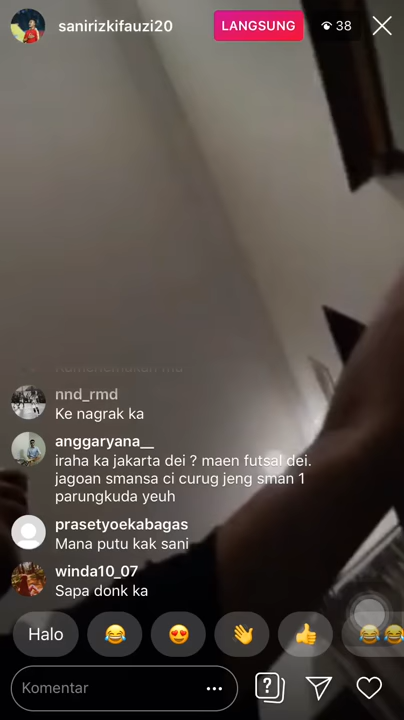 sanirizkifauzi20
LANGSUNG
38
nnd_rmd
Ke nagrak ka
anggaryana__
iraha ka jakarta dei ? maen futsal dei.
jagoan smansa ci curug jeng sman 1
parungkuda yeuh
prasetyoekabagas
Mana putu kak sani
winda10_07
Sapa donk ka
Halo
Komentar